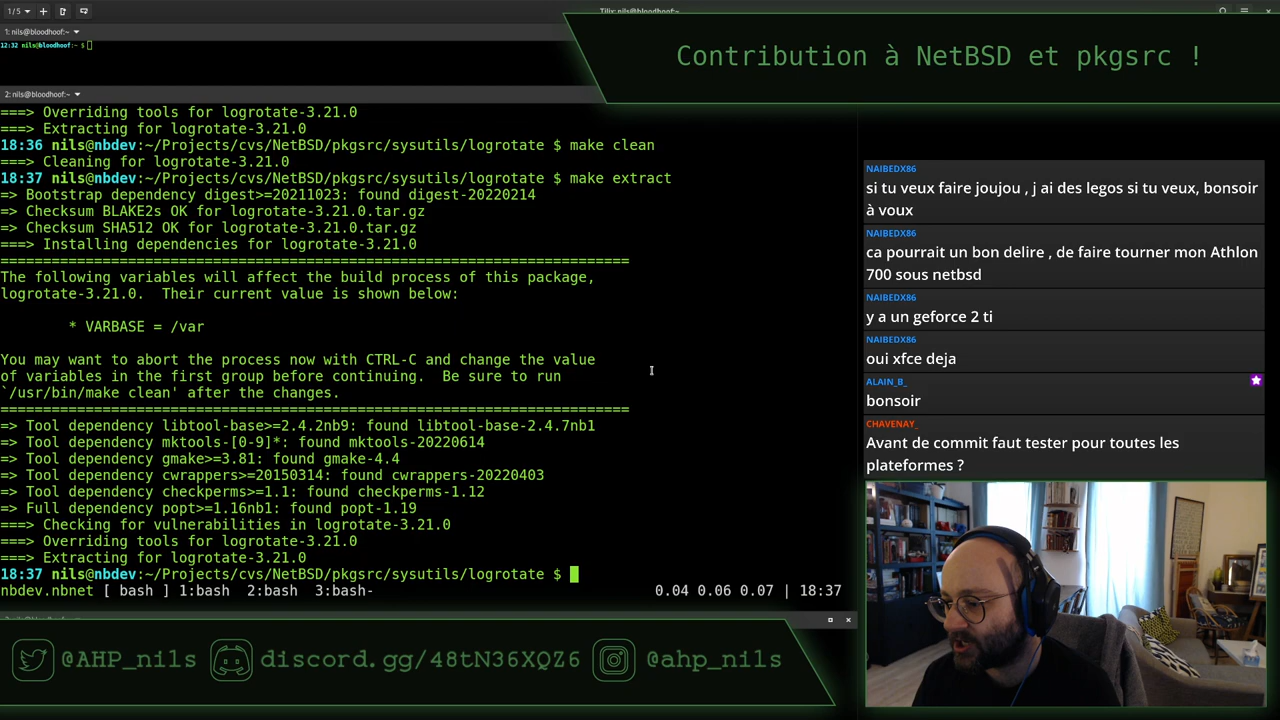 1 / 5
Tilix: nils@bloodhoof:~
1: nils@bloodhoof:~
12:32 nils@bloodhoof:~ $
Contribution à NetBSD et pkgsrc !
2: nils@bloodhoof:~
===> Overriding tools for logrotate-3.21.0
===> Extracting for logrotate-3.21.0
18:36 nils@nbdev:~/Projects/cvs/NetBSD/pkgsrc/sysutils/logrotate $ make clean
===> Cleaning for logrotate-3.21.0
18:37 nils@nbdev:~/Projects/cvs/NetBSD/pkgsrc/sysutils/logrotate $ make extract
=> Bootstrap dependency digest>=20211023: found digest-20220214
=> Checksum BLAKE2s OK for logrotate-3.21.0.tar.gz
=> Checksum SHA512 OK for logrotate-3.21.0.tar.gz
===> Installing dependencies for logrotate-3.21.0
==========================================================================
The following variables will affect the build process of this package,
logrotate-3.21.0.  Their current value is shown below:
* VARBASE = /var
You may want to abort the process now with CTRL-C and change the value
of variables in the first group before continuing.  Be sure to run
`/usr/bin/make clean' after the changes.
==========================================================================
=> Tool dependency libtool-base>=2.4.2nb9: found libtool-base-2.4.7nb1
=> Tool dependency mktools-[0-9]*: found mktools-20220614
=> Tool dependency gmake>=3.81: found gmake-4.4
=> Tool dependency cwrappers>=20150314: found cwrappers-20220403
=> Tool dependency checkperms>=1.1: found checkperms-1.12
=> Full dependency popt>=1.16nb1: found popt-1.19
===> Checking for vulnerabilities in logrotate-3.21.0
===> Overriding tools for logrotate-3.21.0
===> Extracting for logrotate-3.21.0
18:37 nils@nbdev:~/Projects/cvs/NetBSD/pkgsrc/sysutils/logrotate $
nbdev.nbnet [ bash ] 1:bash  2:bash  3:bash-
0.04 0.06 0.07 | 18:37
NAIBEDX86
si tu veux faire joujou , j ai des legos si tu veux, bonsoir
à voux
NAIBEDX86
ca pourrait un bon delire , de faire tourner mon Athlon
700 sous netbsd
NAIBEDX86
y a un geforce 2 ti
NAIBEDX86
oui xfce deja
ALAIN_B_
bonsoir
CHAVENAY_
Avant de commit faut tester pour toutes les
plateformes ?
@AHP_nils
discord.gg/48tN36XQZ6
@ahp_nils